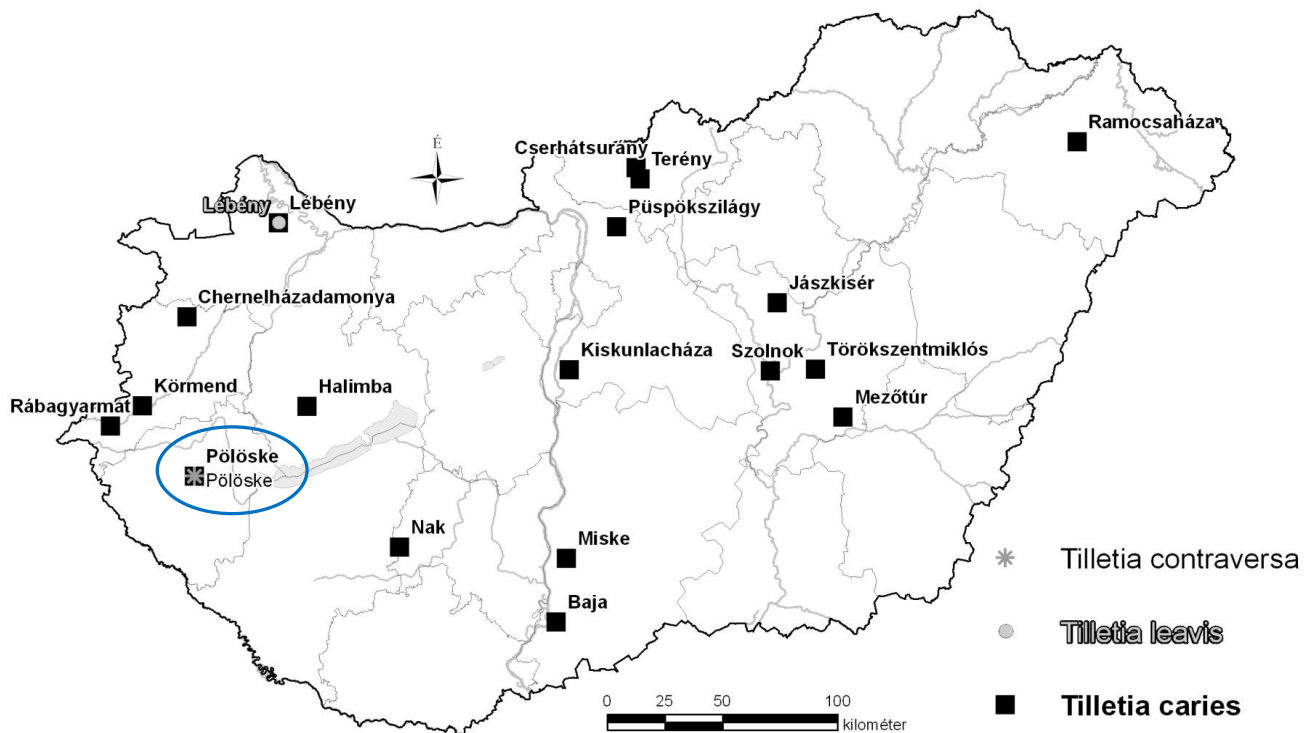 Ramocsaháza
Cserhátsurány
Terény
É
Lébény
Lébény
Püspökszilágy
Jászkisér
Chernelházadamonya
Kiskunlacháza
Szolnok
Törökszentmiklós
Körmend
Halimba
Rábagyarmát
Mezőtúr
Pölöske
Pölöske
Nak
Miske
Baja
Tilletia contraversa
Tilletia leavis
Tilletia caries
0 25 50 100
kilométer